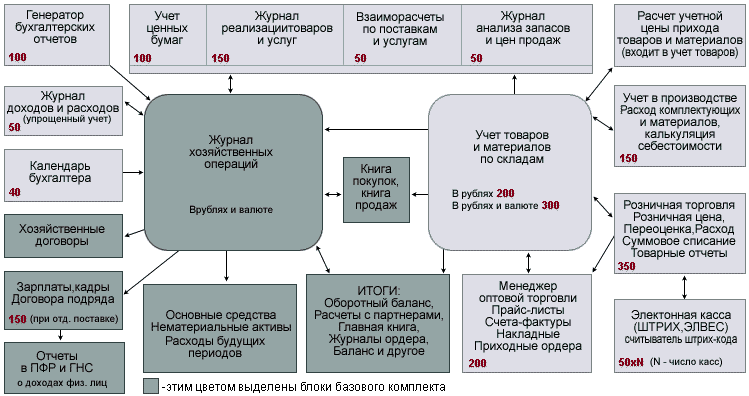 Генератор
бухгалтерских
отчетов
100
Учет
ценных
бумаг
100
Журнал
реализациитоваров
и услуг
150
Взаиморасчеты
по поставкам
и услугам
50
Журнал
анализа запасов
и цен продаж
50
Расчет учетной
цены прихода
товаров и материалов
(входит в учет товаров)
Журнал
доходов и расходов
50 (упрощенный учет)
Календарь
бухгалтера
40
Хозяйственные
договоры
Зарплаты,кадры
Договора подряда
150 (при отд. поставке)
Отчеты
в ПФР и ГНС
о доходах физ. лиц
Журнал
хозяйственных
операций
Врублях и валюте
Книга
покупок,
книга
продаж
Учет товаров
и материалов
по складам
В рублях 200
В рублях и валюте 300
Учет в производстве
Расход комплектующих
и материалов,
калькуляция
150 себестоимости
Розничная торговля
Розничная цена,
Переоценка,Расход
Суммовое списание
Товарные отчеты
350
Основные средства
Нематериальные активы
Расходы будущих
периодов
ИТОГИ:
Оборотный баланс,
Расчеты с партнерами,
Главная книга,
Журналы ордера,
Баланс и другое
Менеджер
оптовой торговли
Прайс-листы
Счета-фактуры
Накладные
Приходные ордера
200
Электонная касса
(ШТРИХ,ЭЛВЕС)
считыватель штрих-кода
50xN (N - число касс)
-этим цветом выделены блоки базового комплекта